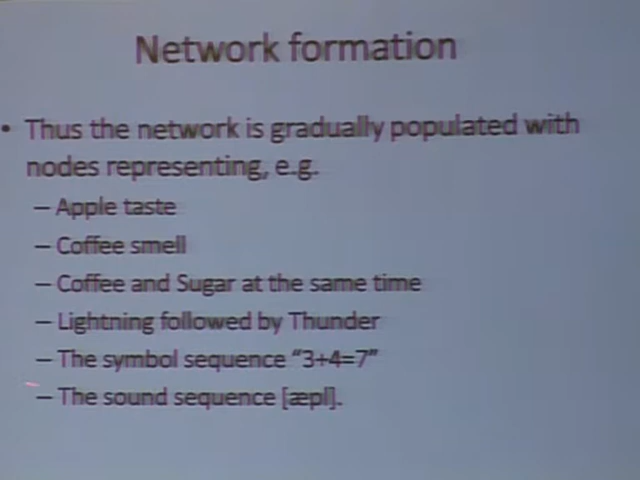 Network formation
• Thus the network is gradually populated with
nodes representing, e.g.
– Apple taste
– Coffee smell
– Coffee and Sugar at the same time
– Lightning followed by Thunder
– The symbol sequence “3+4=7”
– The sound sequence [æpl].